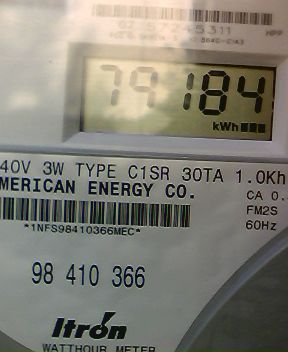 79184
kWh
40V 3W TYPE C1SR 30TA 1.0Kh
MERICAN ENERGY CO.
CA 0.
FM2S
60Hz
*1NFS98410366MEC*
98 410 366
Itron
WATTHOUR METER